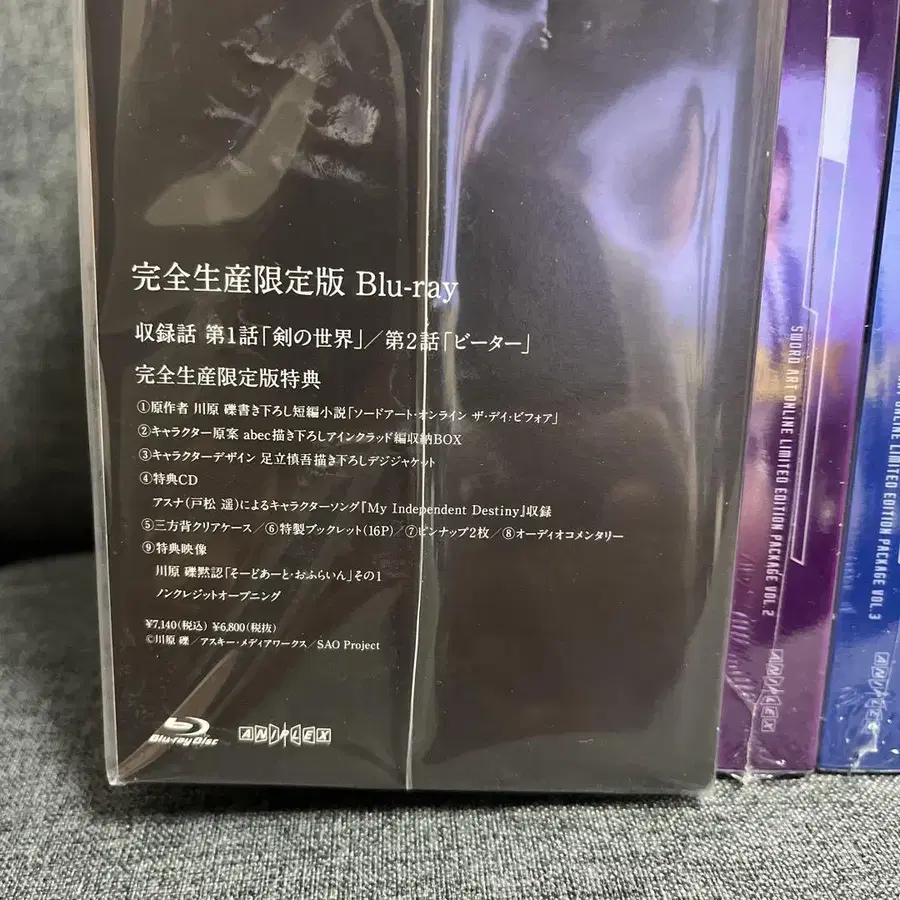 完全生産限定版 Blu-ray
収録話 第1話「剣の世界」／第2話「ビーター」
完全生産限定版特典
①原作者 川原 礫書き下ろし短編小説「ソードアート・オンライン ザ・デイ・ビフォア」
②キャラクター原案 abec描き下ろしアインクラッド編収納BOX
③キャラクターデザイン 足立慎吾描き下ろしデジジャケット
④特典CD
アスナ(戸松 遥)によるキャラクターソング『My Independent Destiny』収録
⑤三方背クリアケース／⑥特製ブックレット(16P)／⑦ピンナップ2枚／⑧オーディオコメンタリー
⑨特典映像
川原 礫黙認「そーどあーと・おふらいん」その1
ノンクレジットオープニング
¥7,140(税込) ¥6,800(税抜)
©川原 礫／アスキー・メディアワークス／SAO Project
Blu-ray Disc
ANIPLEX
SWORD ART ONLINE LIMITED EDITION PACKAGE VOL.2
ANIPLEX
ART ONLINE LIMITED EDITION PACKAGE VOL.3
ANIPLEX